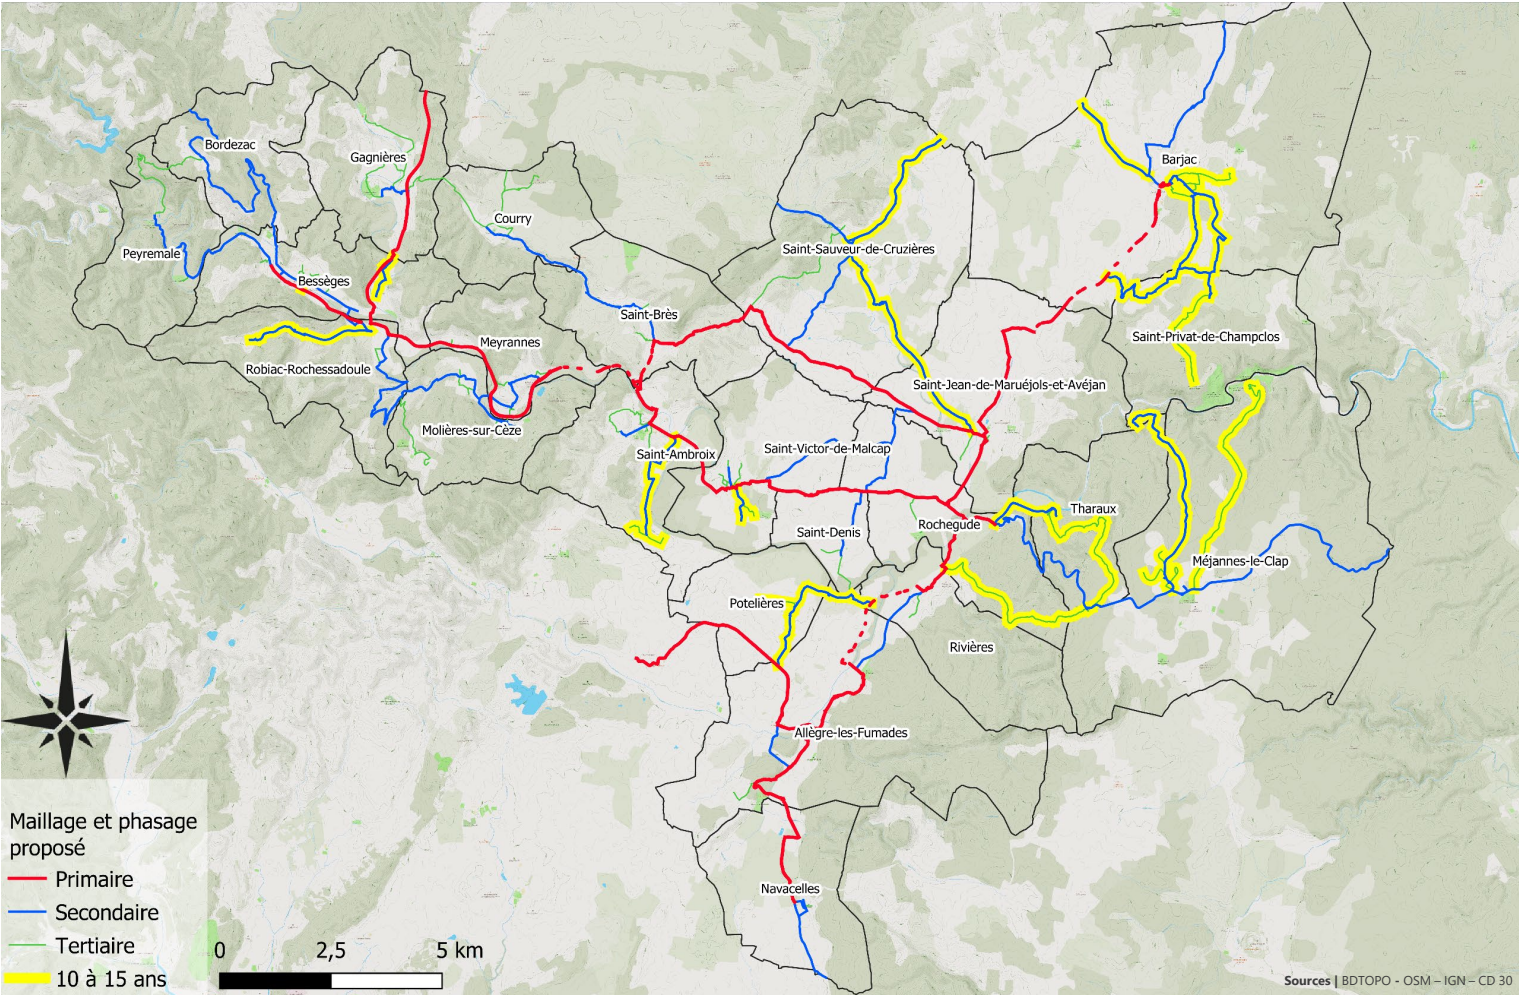 Bordezac
Gagnières
Barjac
Courry
Peyremale
Saint-Sauveur-de-Cruzières
Bessèges
Saint-Brès
Saint-Privat-de-Champclos
Meyrannes
Robiac-Rochessadoule
Saint-Jean-de-Maruéjols-et-Avéjan
Molières-sur-Cèze
Saint-Ambroix
Saint-Victor-de-Malcap
Tharaux
Rochegude
Saint-Denis
Méjannes-le-Clap
Potelières
Rivières
Allègre-les-Fumades
Navacelles
Maillage et phasage
proposé
Primaire
Secondaire
Tertiaire
10 à 15 ans
0 2,5 5 km
Sources | BDTOPO - OSM – IGN – CD 30